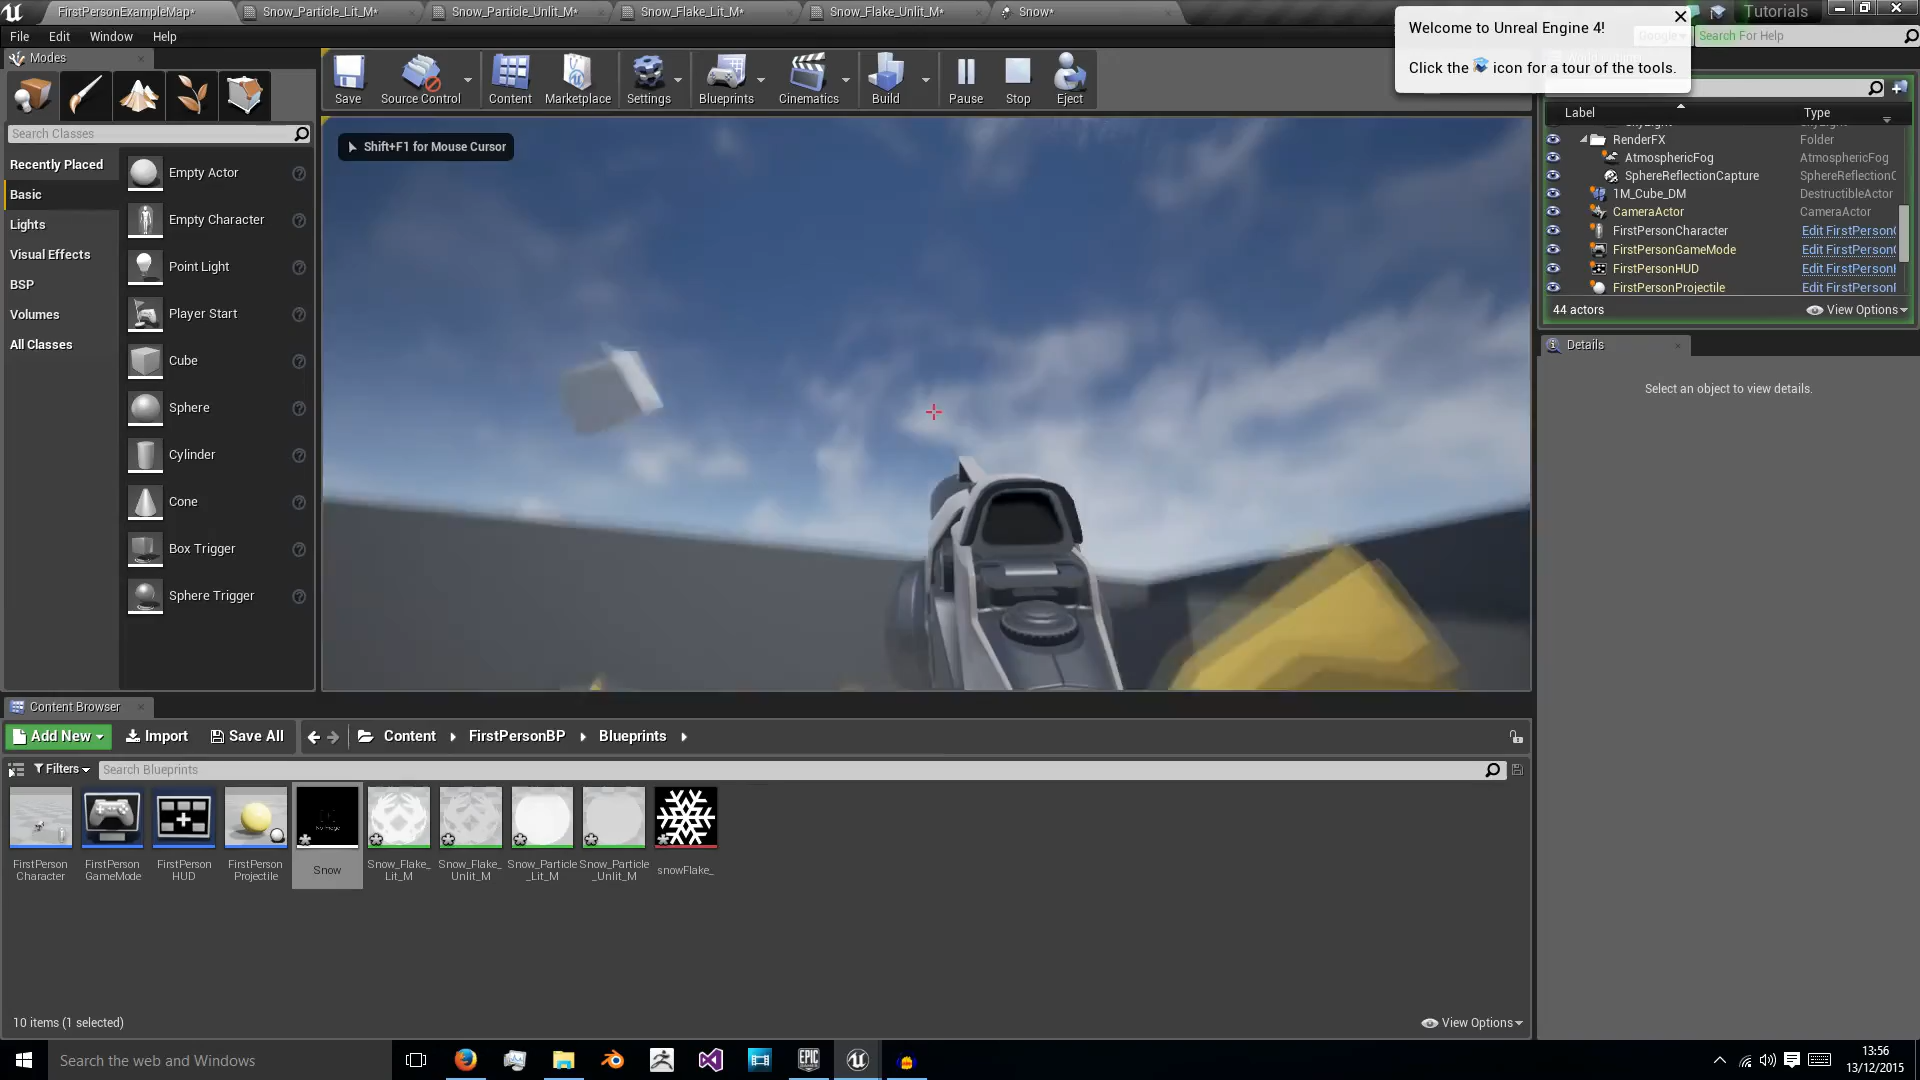 FirstPersonExampleMap*
Snow_Particle_Lit_M*
Snow_Particle_Unlit_M*
Snow_Flake_Lit_M*
Snow_Flake_Unlit_M*
Snow*
Tutorials
File
Edit
Window
Help
Welcome to Unreal Engine 4!
Click the icon for a tour of the tools.
Search For Help
Modes
Save
Source Control
Content
Marketplace
Settings
Blueprints
Cinematics
Build
Pause
Stop
Eject
Search Classes
Recently Placed
Basic
Lights
Visual Effects
BSP
Volumes
All Classes
Empty Actor
Empty Character
Point Light
Player Start
Cube
Sphere
Cylinder
Cone
Box Trigger
Sphere Trigger
Shift+F1 for Mouse Cursor
Label
Type
RenderFX
Folder
AtmosphericFog
AtmosphericFog
SphereReflectionCapture
SphereReflectionC
1M_Cube_DM
DestructibleActor
CameraActor
CameraActor
FirstPersonCharacter
Edit FirstPerson
FirstPersonGameMode
Edit FirstPerson
FirstPersonHUD
Edit FirstPerson
FirstPersonProjectile
Edit FirstPerson
44 actors
View Options
Details
Select an object to view details.
Content Browser
Add New
Import
Save All
Content
FirstPersonBP
Blueprints
Filters
Search Blueprints
FirstPerson
Character
FirstPerson
GameMode
FirstPerson
HUD
FirstPerson
Projectile
Snow
Snow_Flake_
Lit_M
Snow_Flake_
Unlit_M
Snow_Particle
_Lit_M
Snow_Particle
_Unlit_M
snowFlake_
10 items (1 selected)
View Options
Search the web and Windows
EPIC
GAMES
13:56
13/12/2015